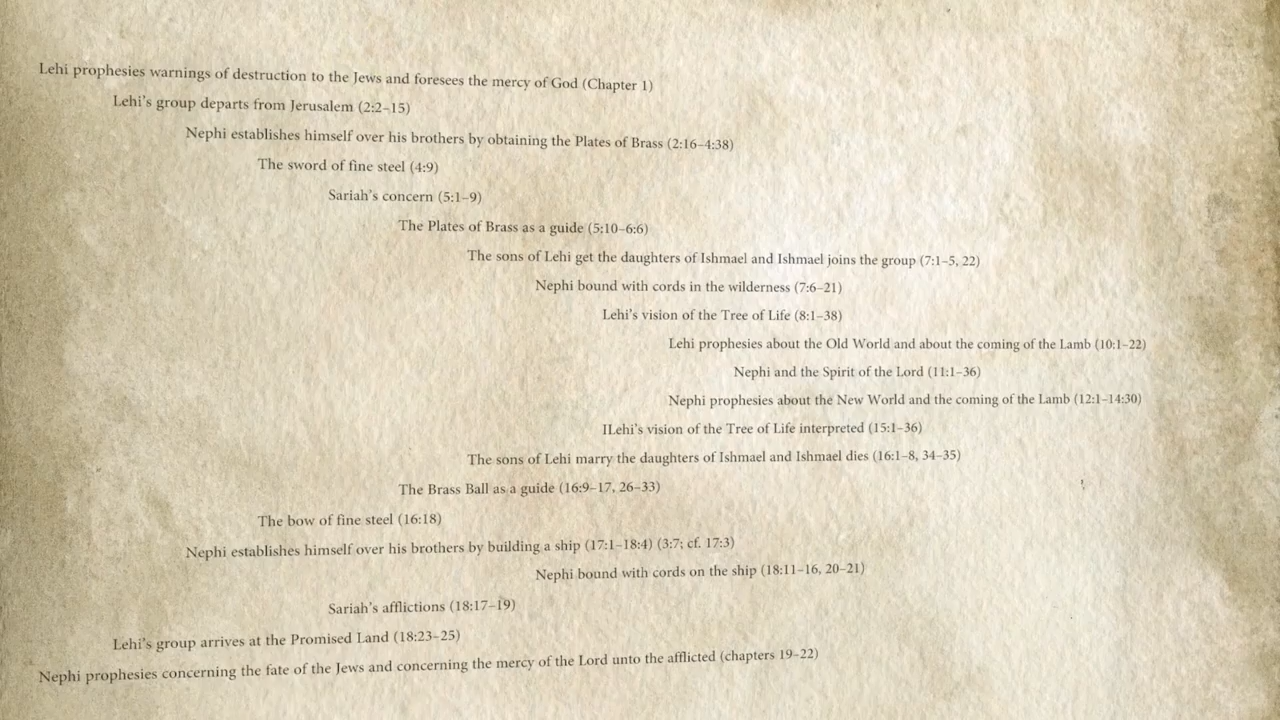 Lehi prophesies warnings of destruction to the Jews and foresees the mercy of God (Chapter 1)
Lehi's group departs from Jerusalem (2:2–15)
Nephi establishes himself over his brothers by obtaining the Plates of Brass (2:16–4:38)
The sword of fine steel (4:9)
Sariah's concern (5:1–9)
The Plates of Brass as a guide (5:10–6:6)
The sons of Lehi get the daughters of Ishmael and Ishmael joins the group (7:1–5, 22)
Nephi bound with cords in the wilderness (7:6–21)
Lehi's vision of the Tree of Life (8:1–38)
Lehi prophesies about the Old World and about the coming of the Lamb (10:1–22)
Nephi and the Spirit of the Lord (11:1–36)
Nephi prophesies about the New World and the coming of the Lamb (12:1–14:30)
ILehi's vision of the Tree of Life interpreted (15:1–36)
The sons of Lehi marry the daughters of Ishmael and Ishmael dies (16:1–8, 34–35)
The Brass Ball as a guide (16:9–17, 26–33)
The bow of fine steel (16:18)
Nephi establishes himself over his brothers by building a ship (17:1–18:4) (3:7; cf. 17:3)
Nephi bound with cords on the ship (18:11–16, 20–21)
Sariah's afflictions (18:17–19)
Lehi's group arrives at the Promised Land (18:23–25)
Nephi prophesies concerning the fate of the Jews and concerning the mercy of the Lord unto the afflicted (chapters 19–22)